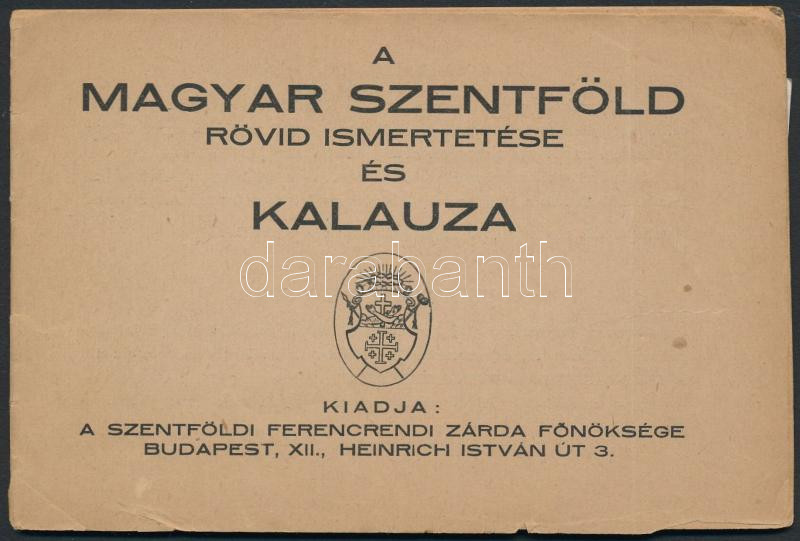 A
MAGYAR SZENTFÖLD
RÖVID ISMERTETÉSE
ÉS
KALAUZA
darabanth
KIADJA:
A SZENTFÖLDI FERENCRENDI ZÁRDA FŐNÖKSÉGE
BUDAPEST, XII., HEINRICH ISTVÁN ÚT 3.